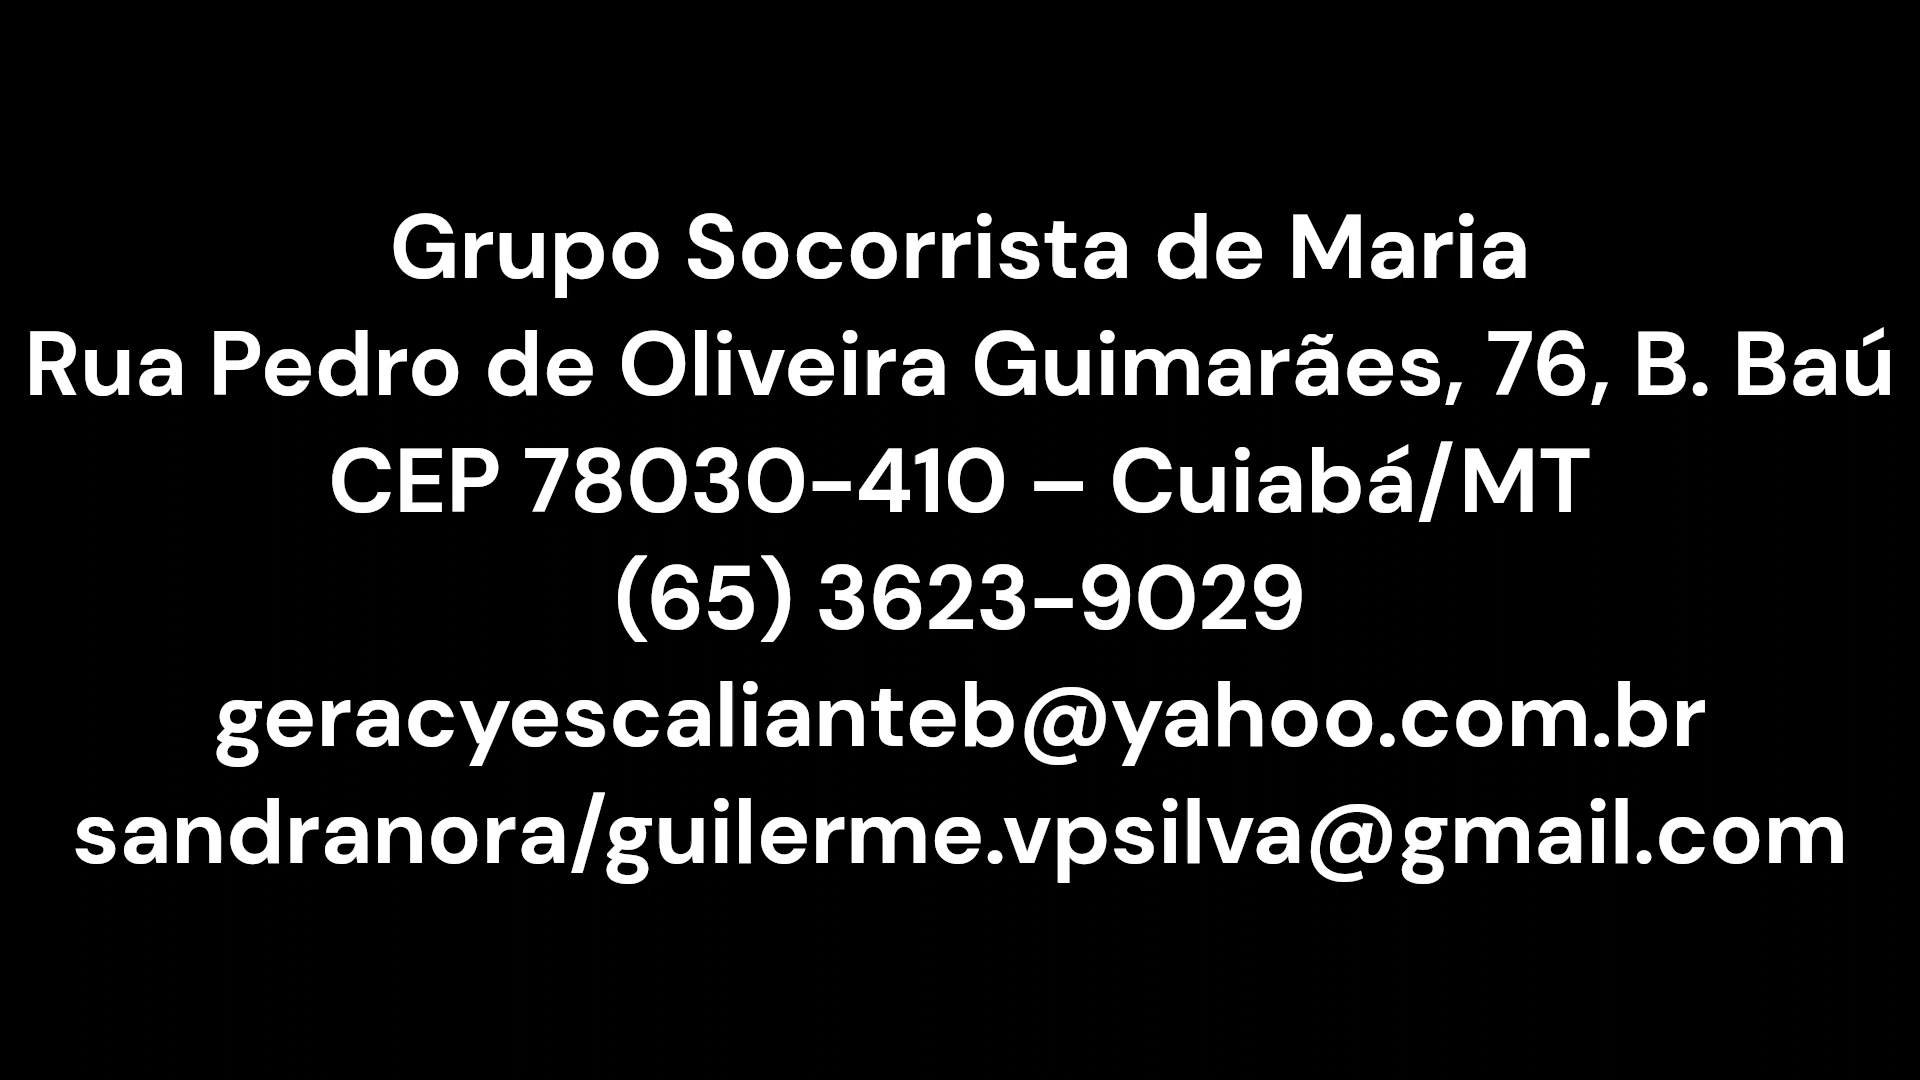 Grupo Socorrista de Maria
Rua Pedro de Oliveira Guimarães, 76, B. Baú
CEP 78030-410 – Cuiabá/MT
(65) 3623-9029
geracyescalianteb@yahoo.com.br
sandranora/guilerme.vpsilva@gmail.com